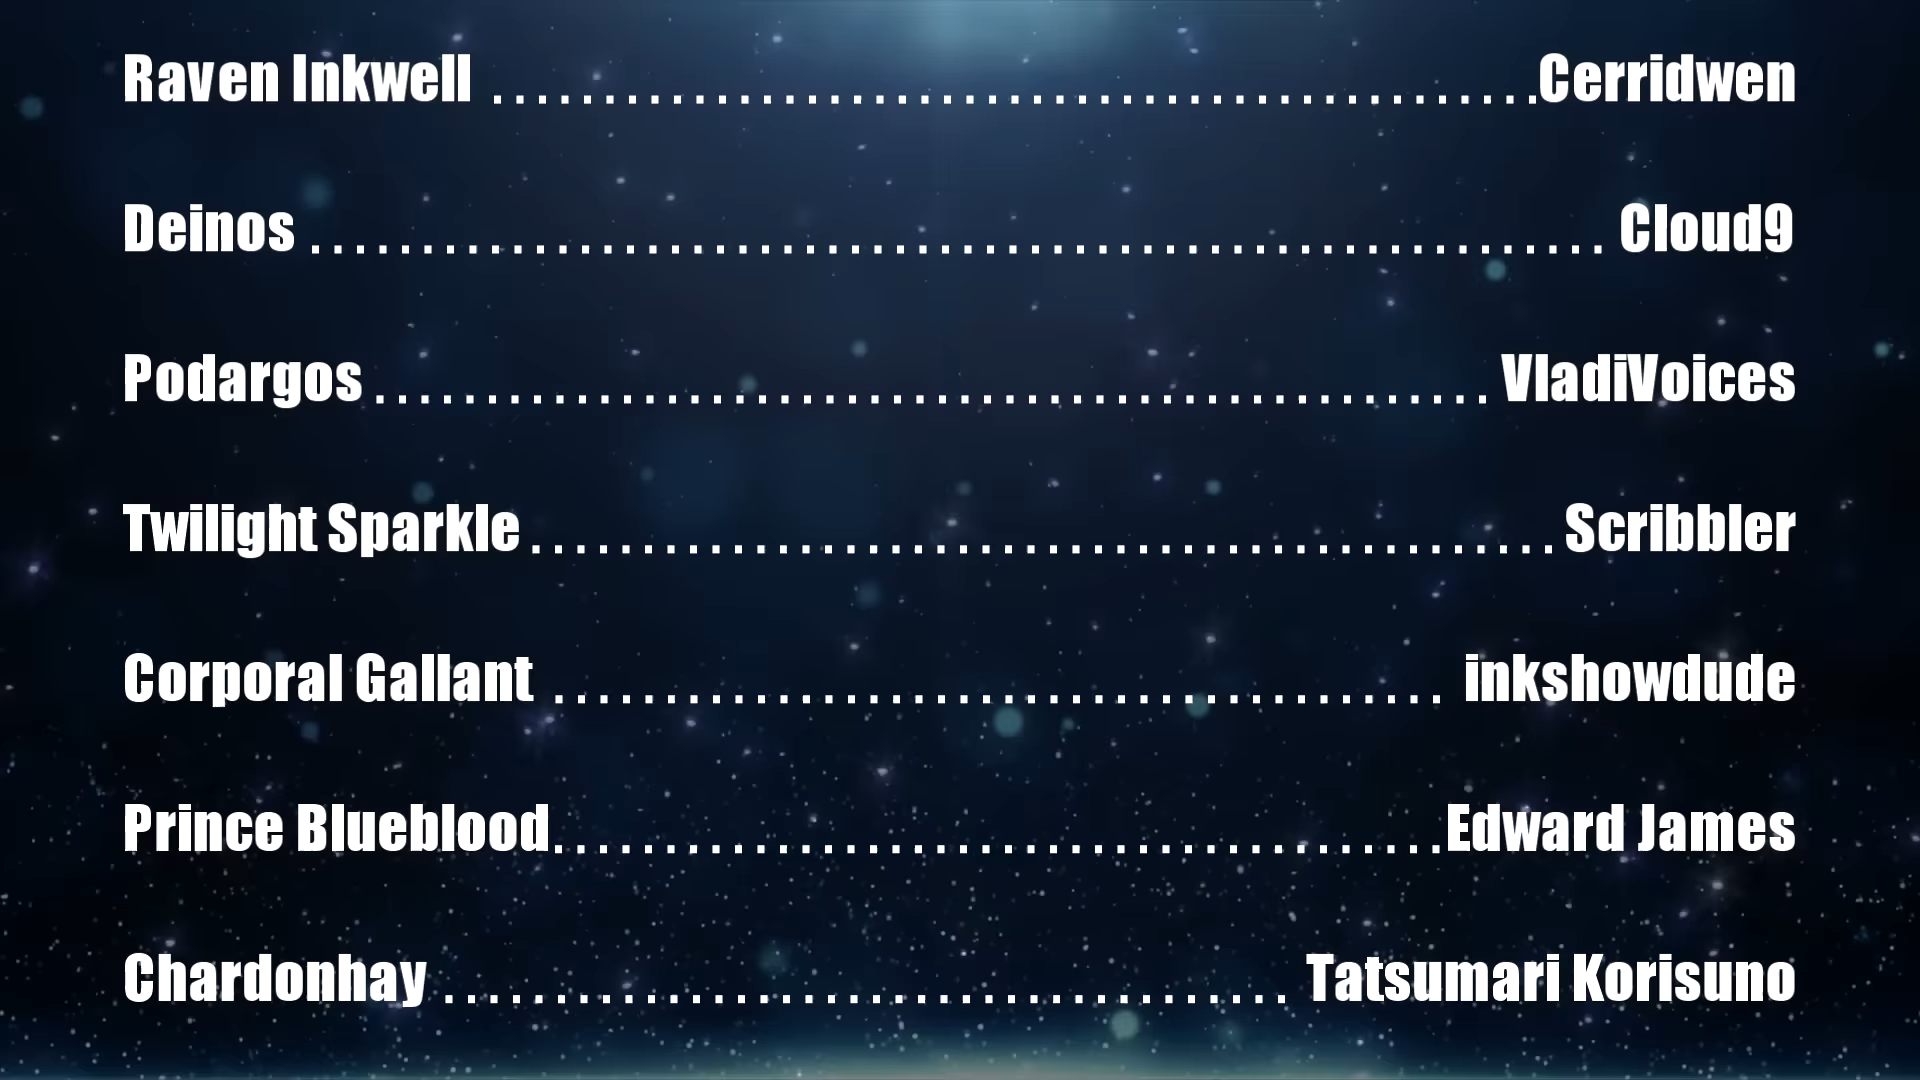 Raven Inkwell ...............................................Cerridwen
Deinos .......................................................... Cloud9
Podargos .................................................. VladiVoices
Twilight Sparkle .............................................. Scribbler
Corporal Gallant ........................................ inkshowdude
Prince Blueblood........................................Edward James
Chardonhay ...................................... Tatsumari Korisuno